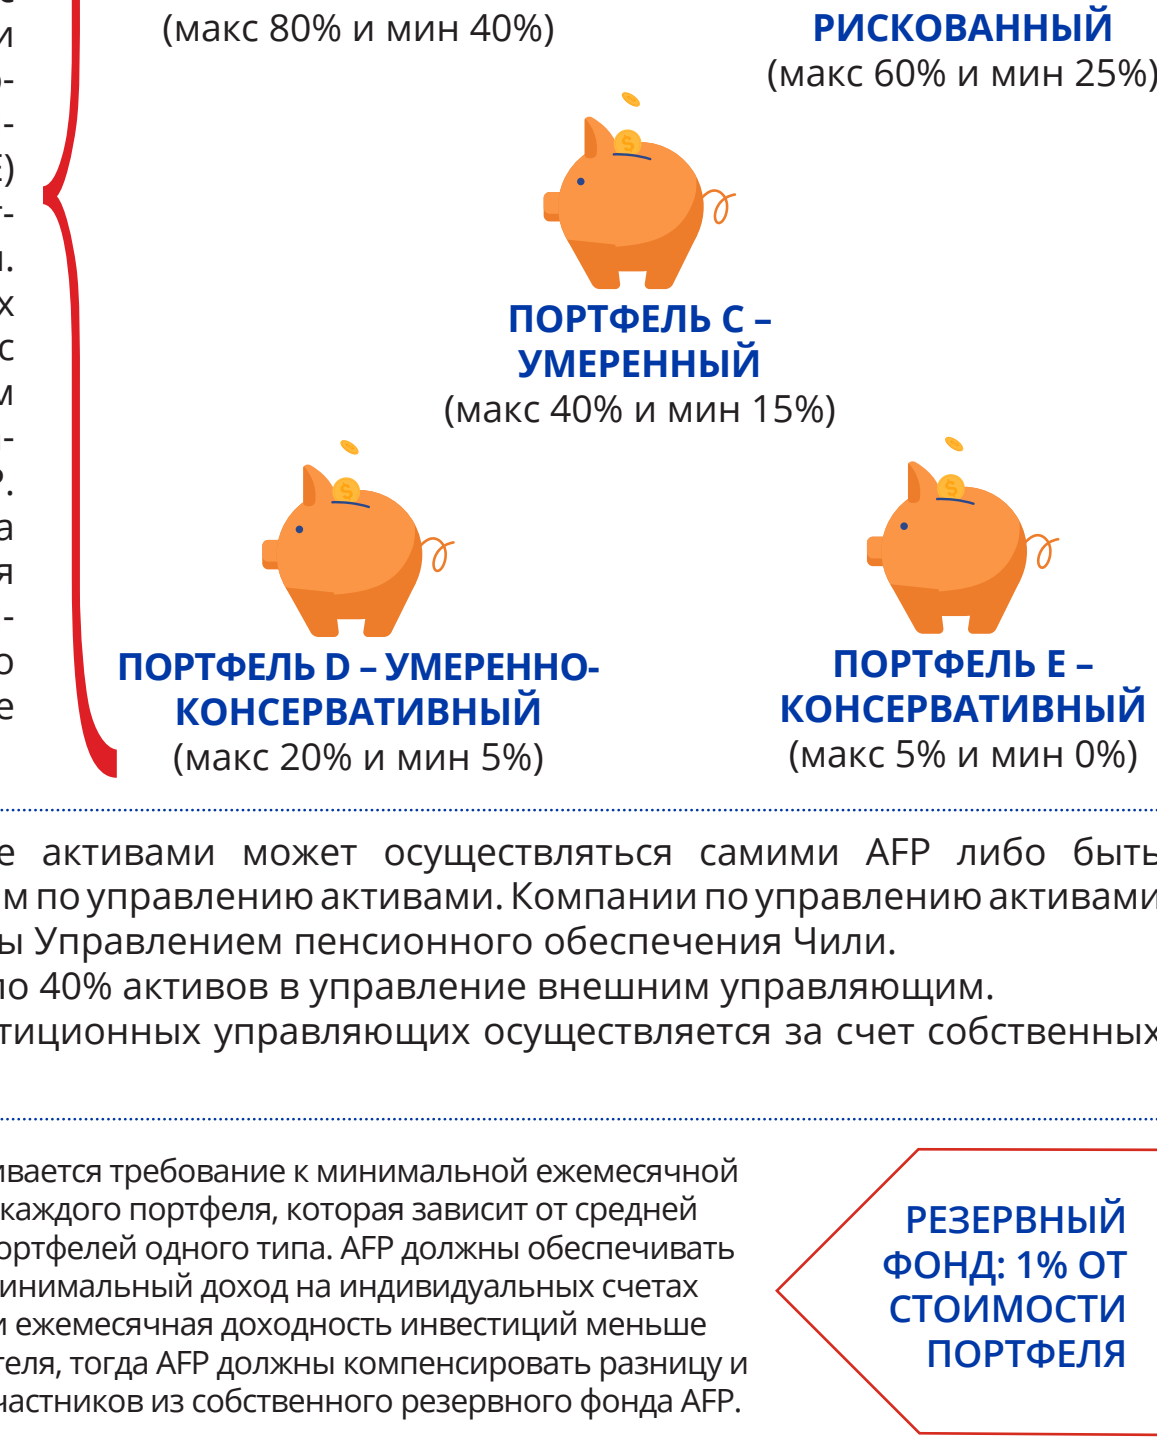 (макс 80% и мин 40%)
РИСКОВАННЫЙ
(макс 60% и мин 25%)
ПОРТФЕЛЬ C –
УМЕРЕННЫЙ
(макс 40% и мин 15%)
ПОРТФЕЛЬ D – УМЕРЕННО-
КОНСЕРВАТИВНЫЙ
(макс 20% и мин 5%)
ПОРТФЕЛЬ E –
КОНСЕРВАТИВНЫЙ
(макс 5% и мин 0%)
е активами может осуществляться самими AFP либо быть
м по управлению активами. Компании по управлению активами
ы Управлением пенсионного обеспечения Чили.
ло 40% активов в управление внешним управляющим.
тиционных управляющих осуществляется за счет собственных
ивается требование к минимальной ежемесячной
каждого портфеля, которая зависит от средней
ортфелей одного типа. AFP должны обеспечивать
минимальный доход на индивидуальных счетах
и ежемесячная доходность инвестиций меньше
теля, тогда AFP должны компенсировать разницу и
частников из собственного резервного фонда AFP.
РЕЗЕРВНЫЙ
ФОНД: 1% ОТ
СТОИМОСТИ
ПОРТФЕЛЯ